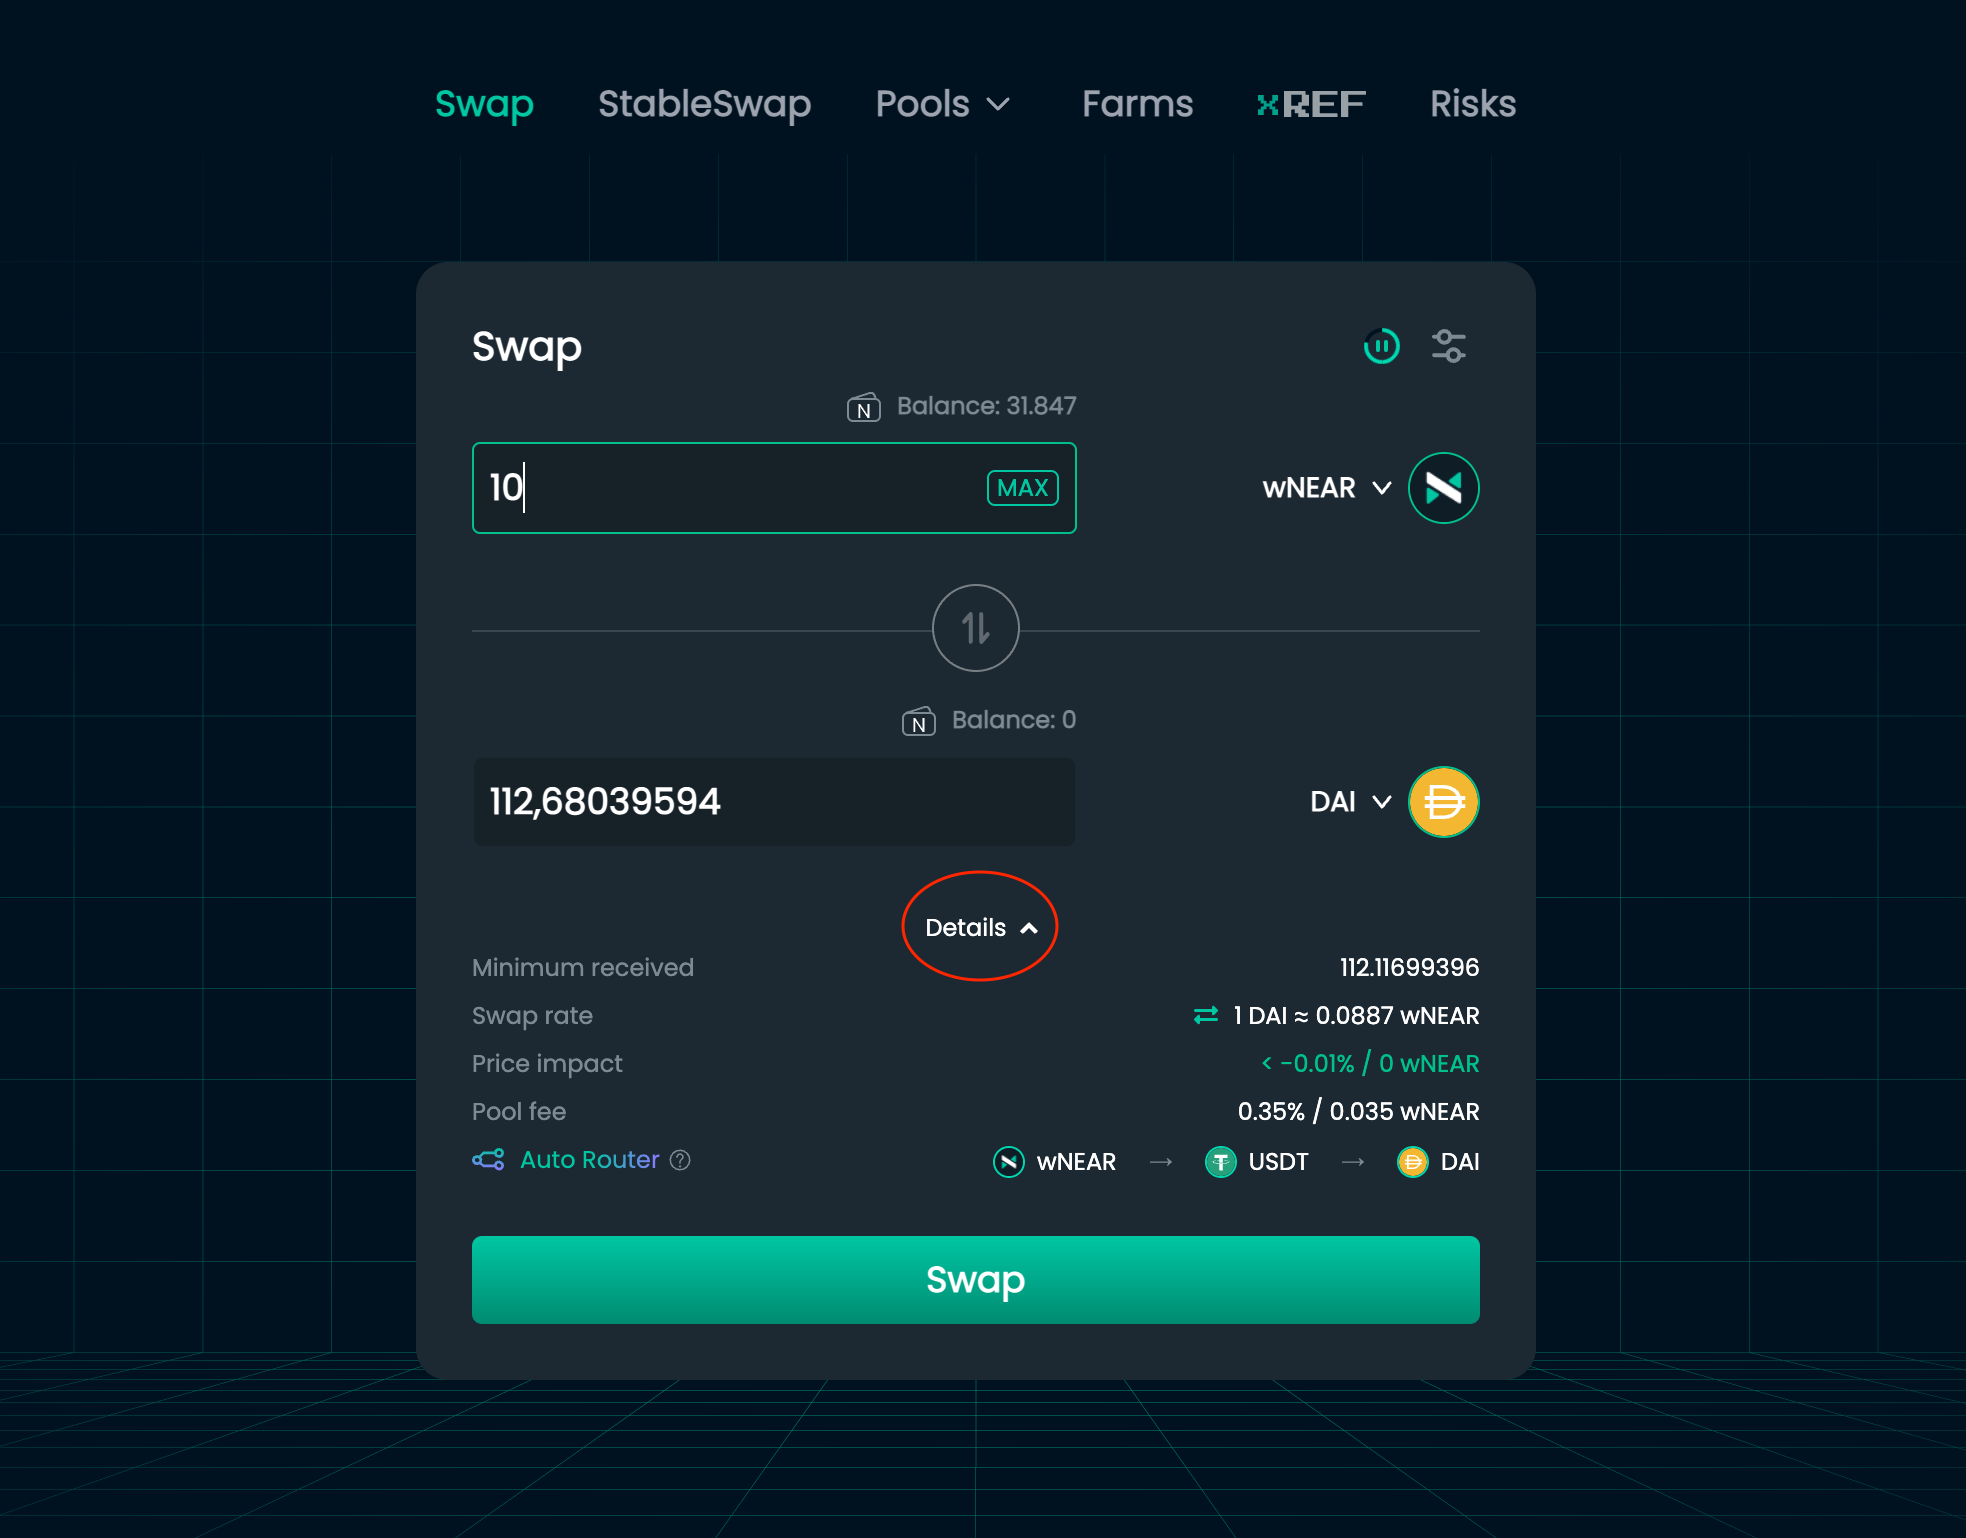 Swap StableSwap Pools Farms xREF Risks
Swap
N Balance: 31.847
10 MAX wNEAR
N Balance: 0
112,68039594 DAI
Details
Minimum received 112.11699396
Swap rate 1 DAI ≈ 0.0887 wNEAR
Price impact < -0.01% / 0 wNEAR
Pool fee 0.35% / 0.035 wNEAR
Auto Router ? wNEAR → USDT → DAI
Swap